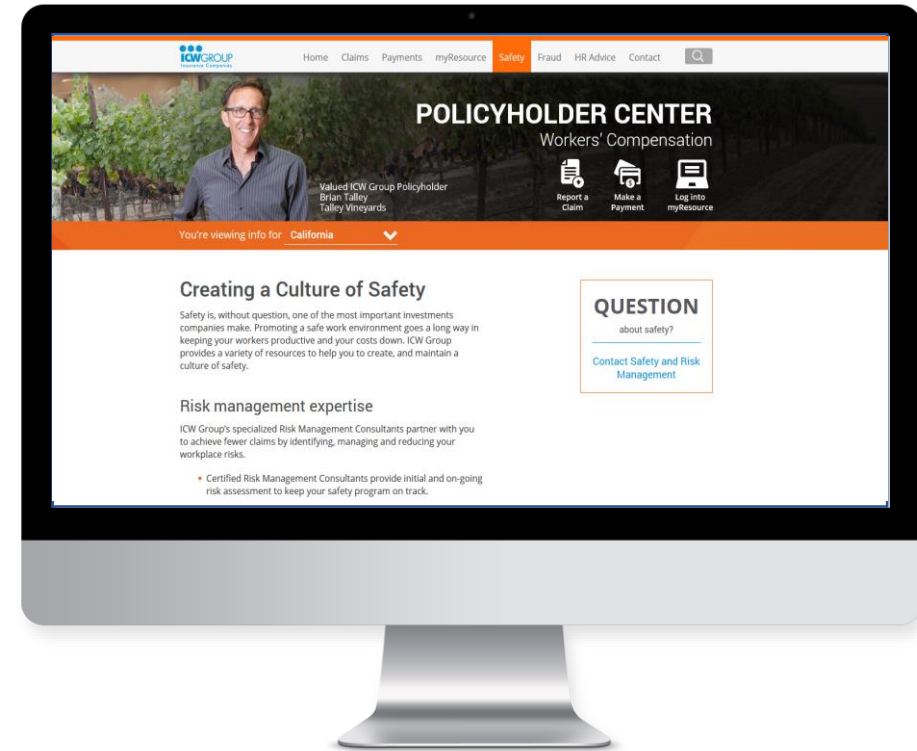 ICWGROUP
Insurance Companies
Home Claims Payments myResource Safety Fraud HR Advice Contact
POLICYHOLDER CENTER
Workers' Compensation
Valued ICW Group Policyholder
Brian Talley
Talley Vineyards
Report a
Claim
Make a
Payment
Log into
myResource
You're viewing info for California
Creating a Culture of Safety
Safety is, without question, one of the most important investments
companies make. Promoting a safe work environment goes a long way in
keeping your workers productive and your costs down. ICW Group
provides a variety of resources to help you to create, and maintain a
culture of safety.
QUESTION
about safety?
Contact Safety and Risk
Management
Risk management expertise
ICW Group's specialized Risk Management Consultants partner with you
to achieve fewer claims by identifying, managing and reducing your
workplace risks.
• Certified Risk Management Consultants provide initial and on-going
risk assessment to keep your safety program on track.